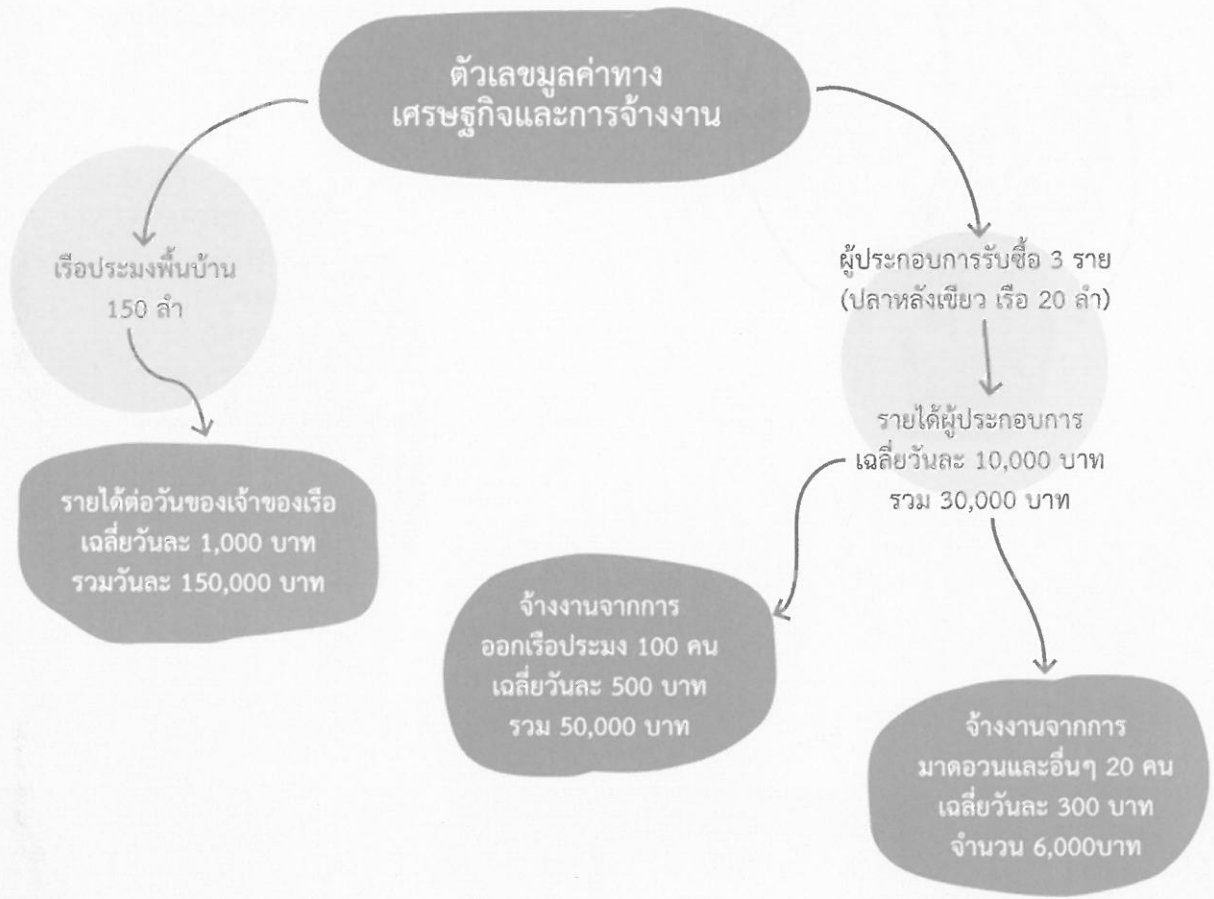 ตัวเลขมูลค่าทาง
เศรษฐกิจและการจ้างงาน
เรือประมงพื้นบ้าน
150 ลำ
รายได้ต่อวันของเจ้าของเรือ
เฉลี่ยวันละ 1,000 บาท
รวมวันละ 150,000 บาท
ผู้ประกอบการรับซื้อ 3 ราย
(ปลาหลังเขียว เรือ 20 ลำ)
รายได้ผู้ประกอบการ
เฉลี่ยวันละ 10,000 บาท
รวม 30,000 บาท
จ้างงานจากการ
ออกเรือประมง 100 คน
เฉลี่ยวันละ 500 บาท
รวม 50,000 บาท
จ้างงานจากการ
มาดอวนและอื่นๆ 20 คน
เฉลี่ยวันละ 300 บาท
จำนวน 6,000บาท